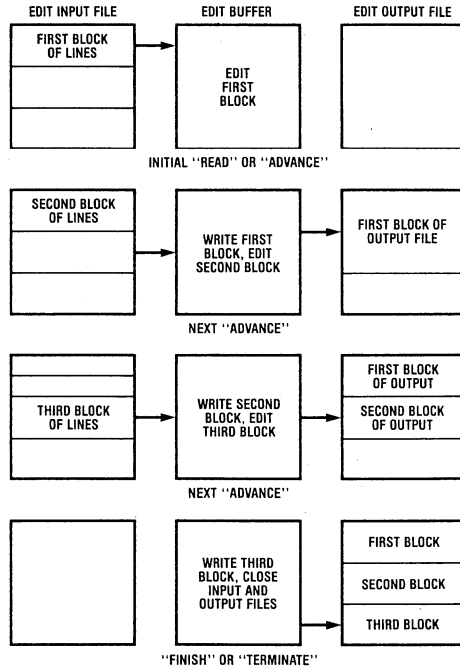 EDIT INPUT FILE EDIT BUFFER EDIT OUTPUT FILE
FIRST BLOCK
OF LINES
EDIT
FIRST
BLOCK
INITIAL "READ" OR "ADVANCE"
SECOND BLOCK
OF LINES
WRITE FIRST
BLOCK, EDIT
SECOND BLOCK
FIRST BLOCK OF
OUTPUT FILE
NEXT "ADVANCE"
THIRD BLOCK
OF LINES
WRITE SECOND
BLOCK, EDIT
THIRD BLOCK
FIRST BLOCK
OF OUTPUT
SECOND BLOCK
OF OUTPUT
NEXT "ADVANCE"
WRITE THIRD
BLOCK, CLOSE
INPUT AND
OUTPUT FILES
FIRST BLOCK
SECOND BLOCK
THIRD BLOCK
"FINISH" OR "TERMINATE"